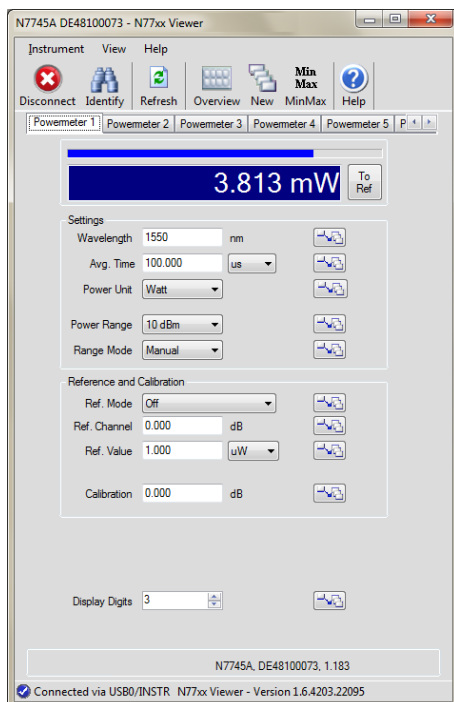 N7745A DE48100073 - N77xx Viewer
Instrument View Help
Min
Max
Disconnect Identify Refresh Overview New MinMax Help
Powermeter 1 Powermeter 2 Powermeter 3 Powermeter 4 Powermeter 5 P
3.813 mW To Ref
Settings
Wavelength 1550 nm
Avg. Time 100.000 us
Power Unit Watt
Power Range 10 dBm
Range Mode Manual
Reference and Calibration
Ref. Mode Off
Ref. Channel 0.000 dB
Ref. Value 1.000 uW
Calibration 0.000 dB
Display Digits 3
N7745A, DE48100073, 1.183
Connected via USB0/INSTR N77xx Viewer - Version 1.6.4203.22095